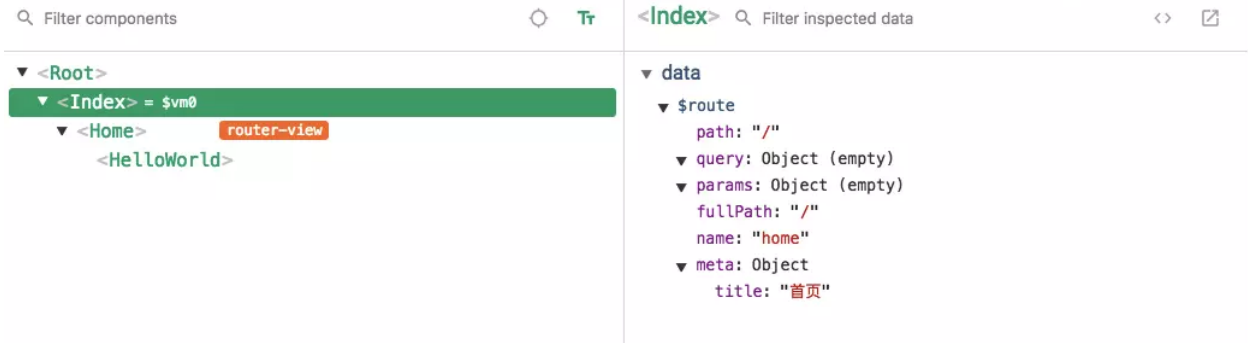 Filter components
<Root>
<Index> = $vm0
<Home> router-view
<HelloWorld>
<Index> Filter inspected data
data
$route
path: "/"
query: Object (empty)
params: Object (empty)
fullPath: "/"
name: "home"
meta: Object
title: "首页"